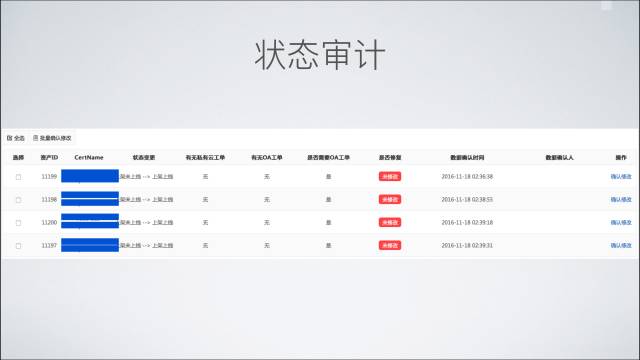 状态审计
全选 批量确认修改
选择 资产ID CertName 状态变更 有无私有云工单 有无OA工单 是否需要OA工单 是否修复 数据确认时间 数据确认人 操作
11199 架未上线 --> 上架上线 无 无 是 未修改 2016-11-18 02:36:38 确认修改
11198 架未上线 --> 上架上线 无 无 是 未修改 2016-11-18 02:38:55 确认修改
11200 架未上线 --> 上架上线 无 无 是 未修改 2016-11-18 02:39:18 确认修改
11197 架未上线 --> 上架上线 无 无 是 未修改 2016-11-18 02:39:31 确认修改